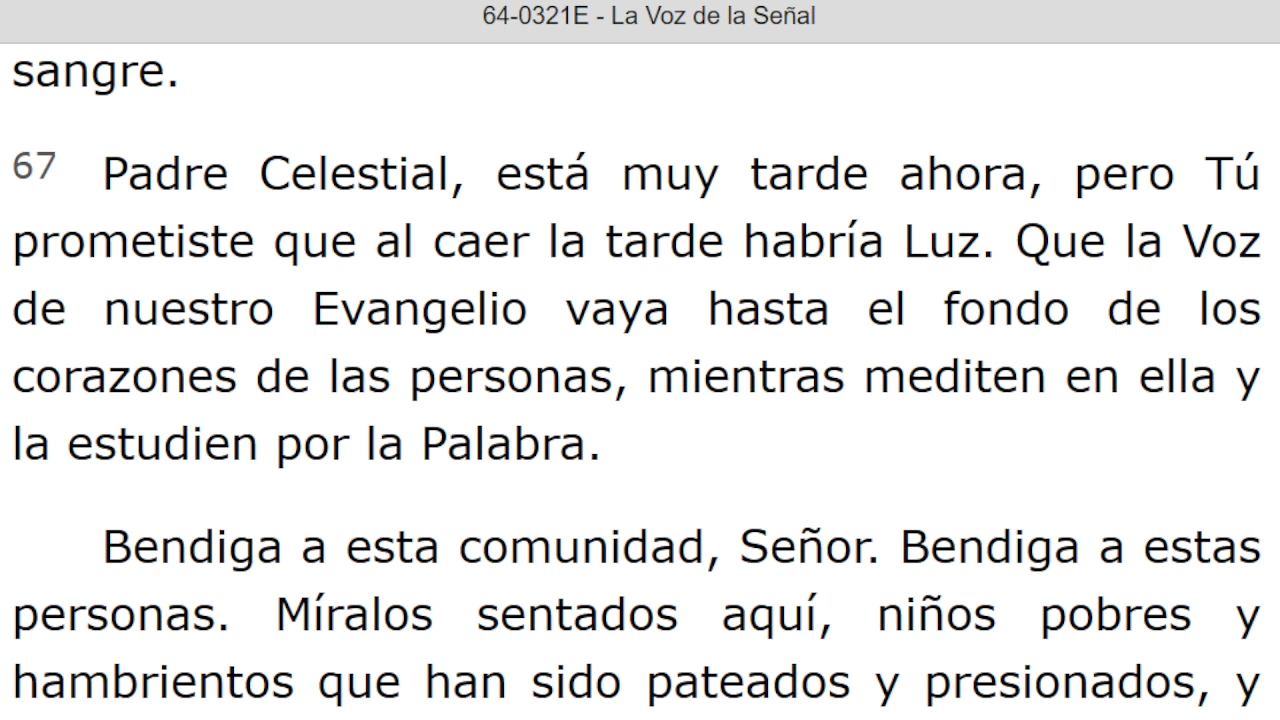 64-0321E - La Voz de la Señal
sangre.
67 Padre Celestial, está muy tarde ahora, pero Tú
prometiste que al caer la tarde habría Luz. Que la Voz
de nuestro Evangelio vaya hasta el fondo de los
corazones de las personas, mientras mediten en ella y
la estudien por la Palabra.
Bendiga a esta comunidad, Señor. Bendiga a estas
personas. Míralos sentados aquí, niños pobres y
hambrientos que han sido pateados y presionados, y